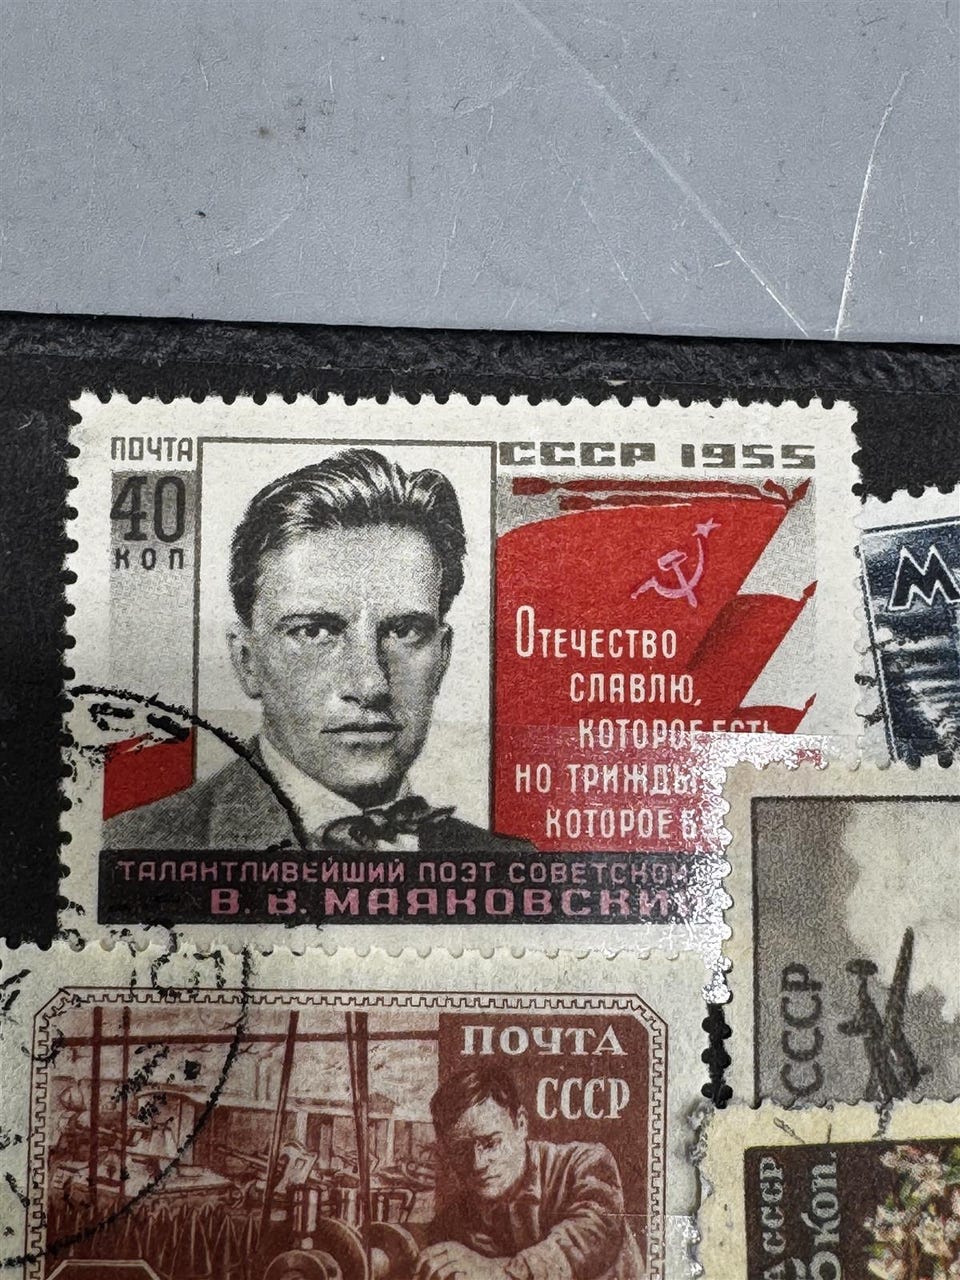 ПОЧТА
СССР 1955
40
КОП
ОТЕЧЕСТВО
СЛАВЛЮ,
КОТОРОЕ ЕСТЬ
НО ТРИЖДЫ
КОТОРОЕ
ТАЛАНТЛИВЕЙШИЙ ПОЭТ СОВЕТСКОЙ
В. В. МАЯКОВСКИЙ
М
ПОЧТА
СССР
СССР
СССР
коп.